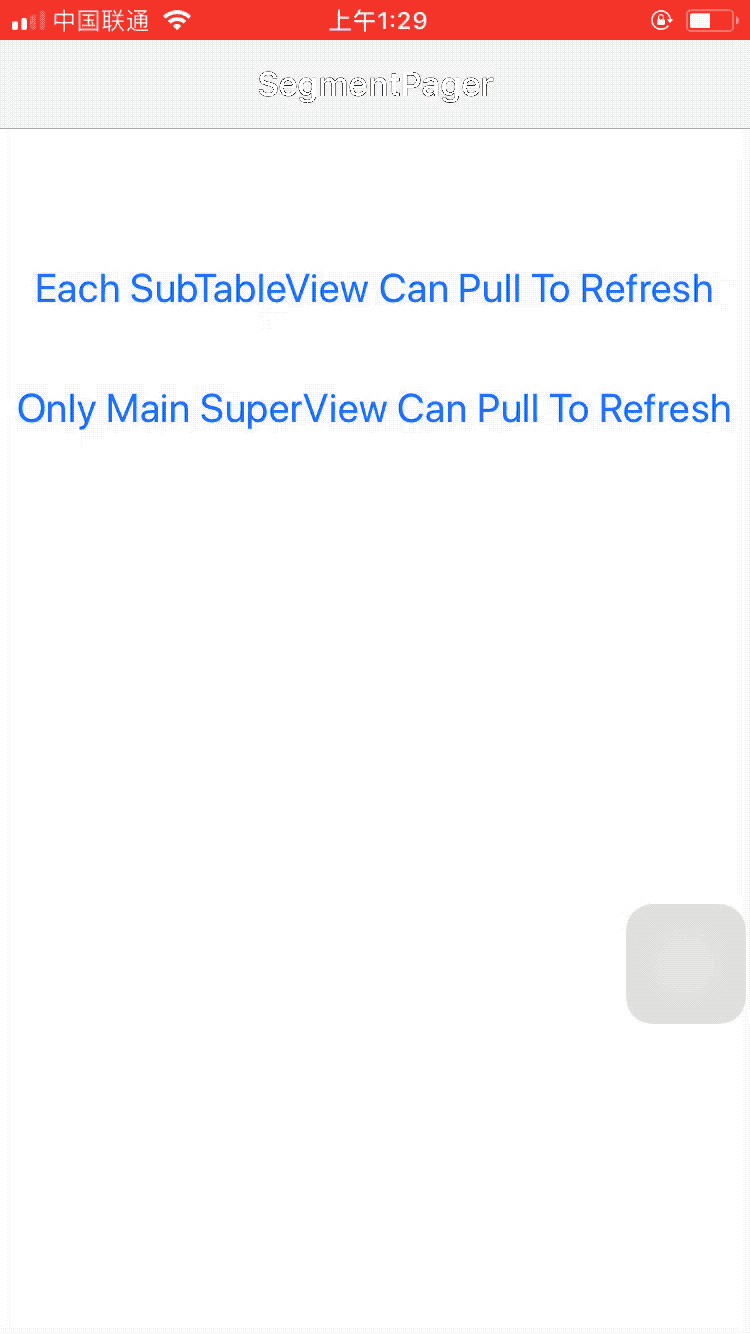 中国联通 上午1:29
SegmentPager
Each SubTableView Can Pull To Refresh
Only Main SuperView Can Pull To Refresh